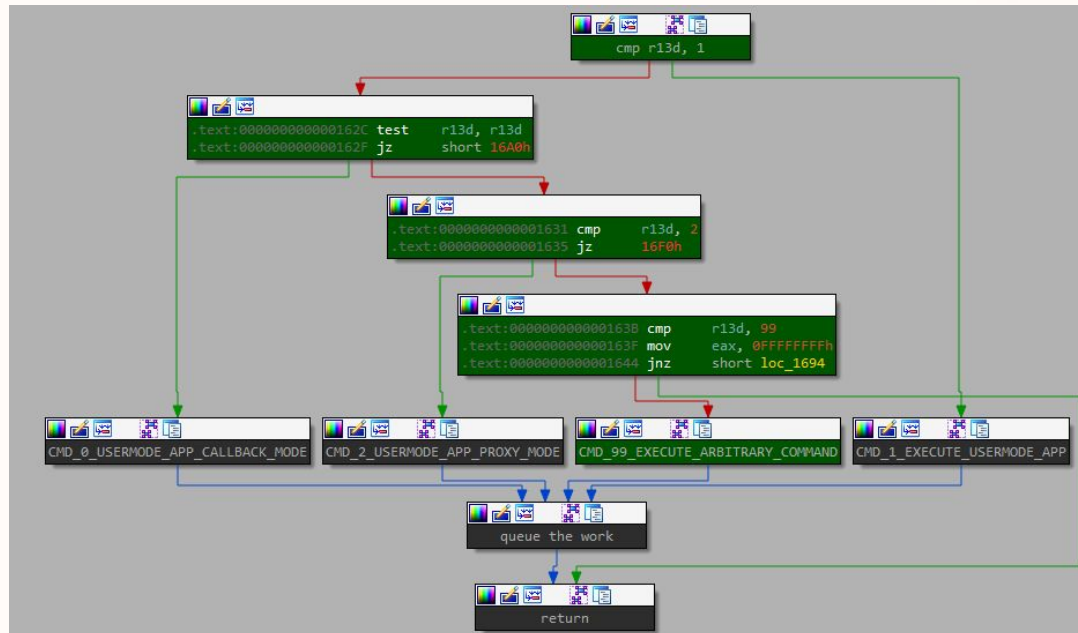 cmp r13d, 1
.text:000000000000162C test r13d, r13d
.text:000000000000162F jz short 16A0h
.text:0000000000001631 cmp r13d, 2
.text:0000000000001635 jz 16F0h
.text:000000000000163B cmp r13d, 99
.text:000000000000163F mov eax, 0FFFFFFFFh
.text:0000000000001644 jnz short loc_1694
CMD_0_USERMODE_APP_CALLBACK_MODE
CMD_2_USERMODE_APP_PROXY_MODE
CMD_99_EXECUTE_ARBITRARY_COMMAND
CMD_1_EXECUTE_USERMODE_APP
queue the work
return